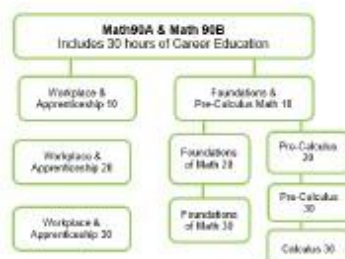 Math90A & Math 90B
Includes 30 hours of Career Education
Workplace &
Apprenticeship 10
Foundations &
Pre-Calculus Math 10
Workplace &
Apprenticeship 20
Foundations
of Math 20
Pre-Calculus
20
Workplace &
Apprenticeship 30
Foundations
of Math 30
Pre-Calculus
30
Calculus 30